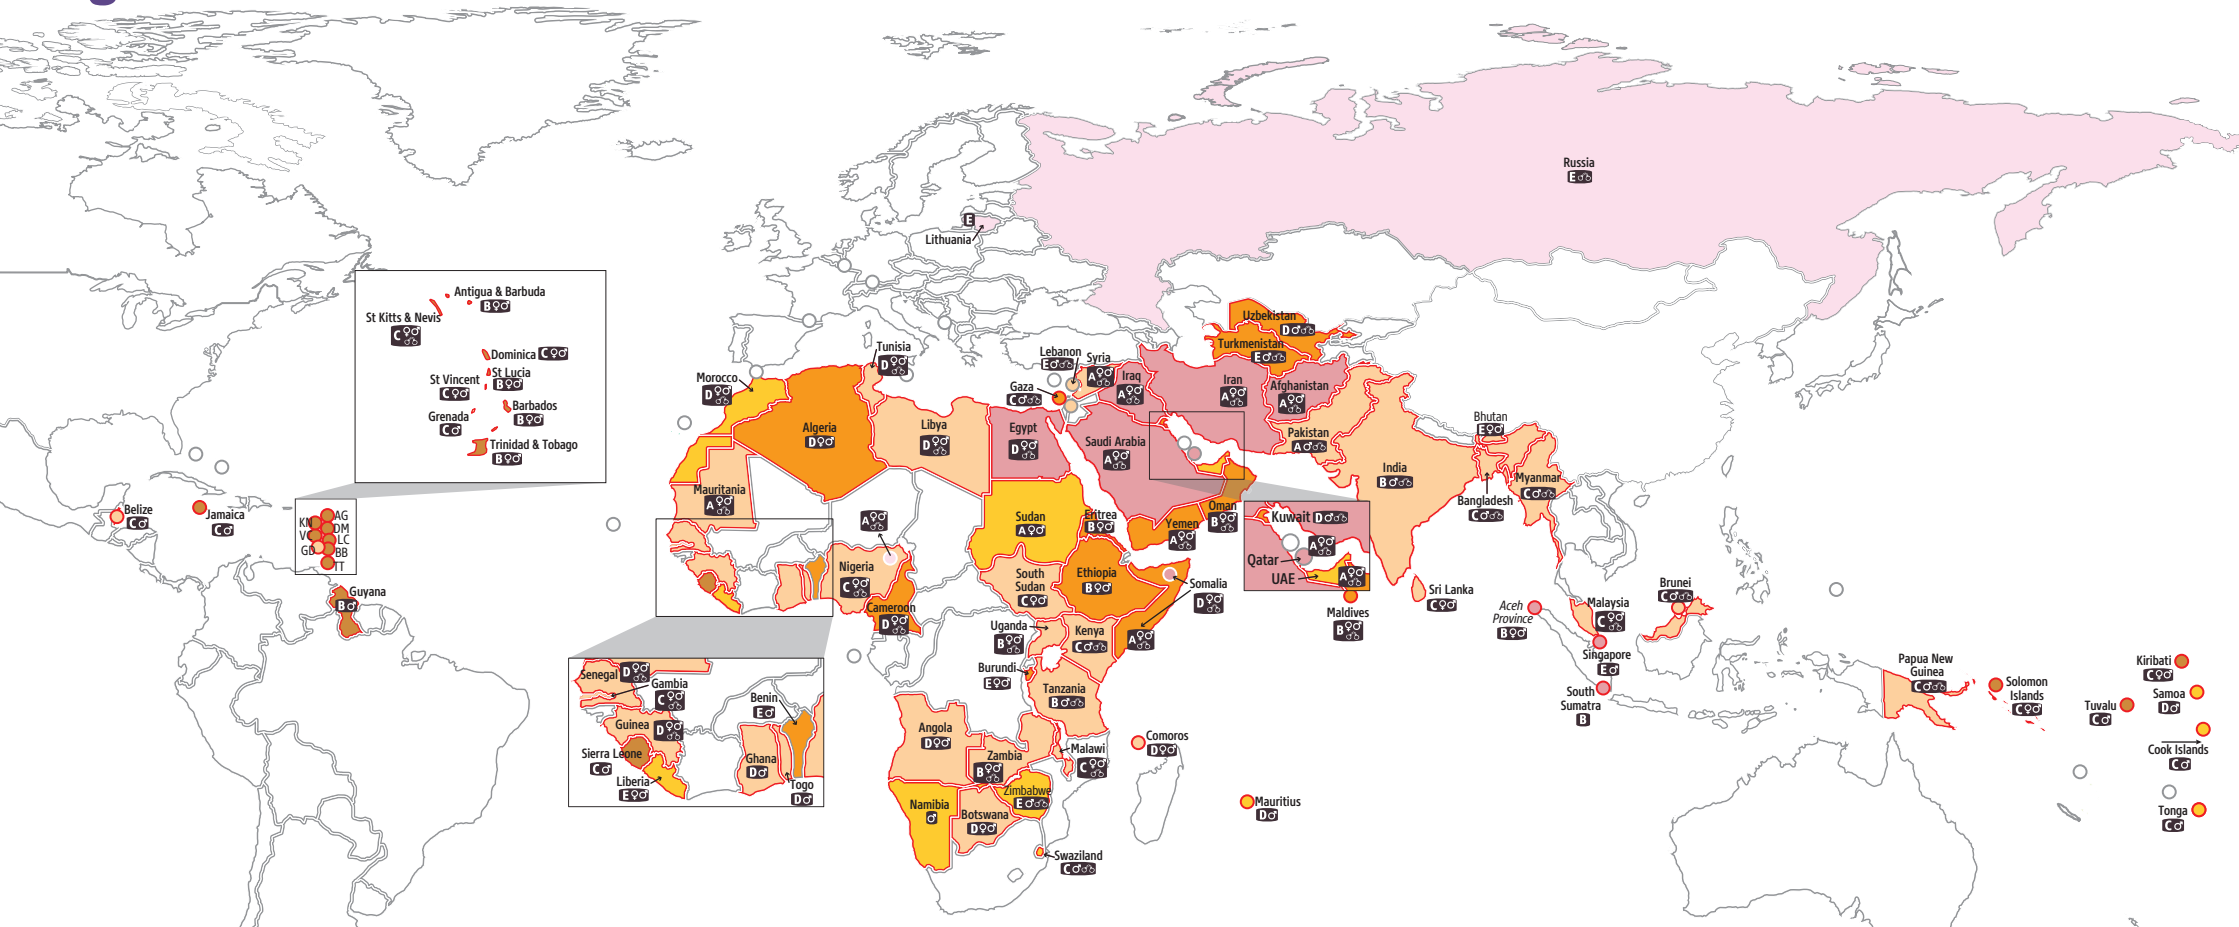 Russia
E
E
Lithuania
Antigua & Barbuda
B♀♂
St Kitts & Nevis
C♀♂
Dominica C♀♂
St Lucia
B♀♂
St Vincent
C♀♂
Barbados
B♀♂
Grenada
C♂
Trinidad & Tobago
B♀♂
Belize
C♂
Jamaica
C♂
KN
AG
DM
V
LC
GD
BB
TT
Guyana
B♂
Uzbekistan
D♂
Turkmenistan
E♂
Tunisia
D♀♂
Lebanon
E♂
Syria
A♀♂
Iraq
A♀♂
Iran
A♀♂
Afghanistan
A♀♂
Gaza
C♂
Morocco
D♀♂
Algeria
D♀♂
Libya
D♀♂
Egypt
D♀♂
Saudi Arabia
A♀♂
Pakistan
A♂
Bhutan
E♀♂
India
B♂
Myanmar
C♂
Bangladesh
C♂
Mauritania
A♀♂
A♀♂
Sudan
A♀♂
Eritrea
B♀♂
Yemen
A♀♂
Oman
B♀♂
Kuwait D♂
A♀♂
Qatar
UAE
A♀♂
Nigeria
C♀♂
Cameroon
D♀♂
South
Sudan
C♀♂
Ethiopia
B♀♂
Somalia
D♀♂
A♀♂
Maldives
B♀♂
Sri Lanka
C♀♂
Aceh
Province
B♀♂
Malaysia
C♀♂
Brunei
C♂
Singapore
E♂
South
Sumatra
B
Uganda
B♀♂
Kenya
C♂
Burundi
E♀♂
Tanzania
B♂
Senegal
D♀♂
Gambia
C♀♂
Guinea
D♀♂
Sierra Leone
C♂
Liberia
E♀♂
Benin
E♂
Ghana
D♂
Togo
D♂
Angola
D♀♂
Zambia
B♀♂
Malawi
C♀♂
Comoros
D♀♂
Namibia
♂
Botswana
D♀♂
Zimbabwe
E♂
Mauritius
D♂
Swaziland
C♂
Papua New
Guinea
C♂
Solomon
Islands
C♀♂
Kiribati
C♀♂
Tuvalu
C♂
Samoa
D♂
Cook Islands
C♂
Tonga
C♂